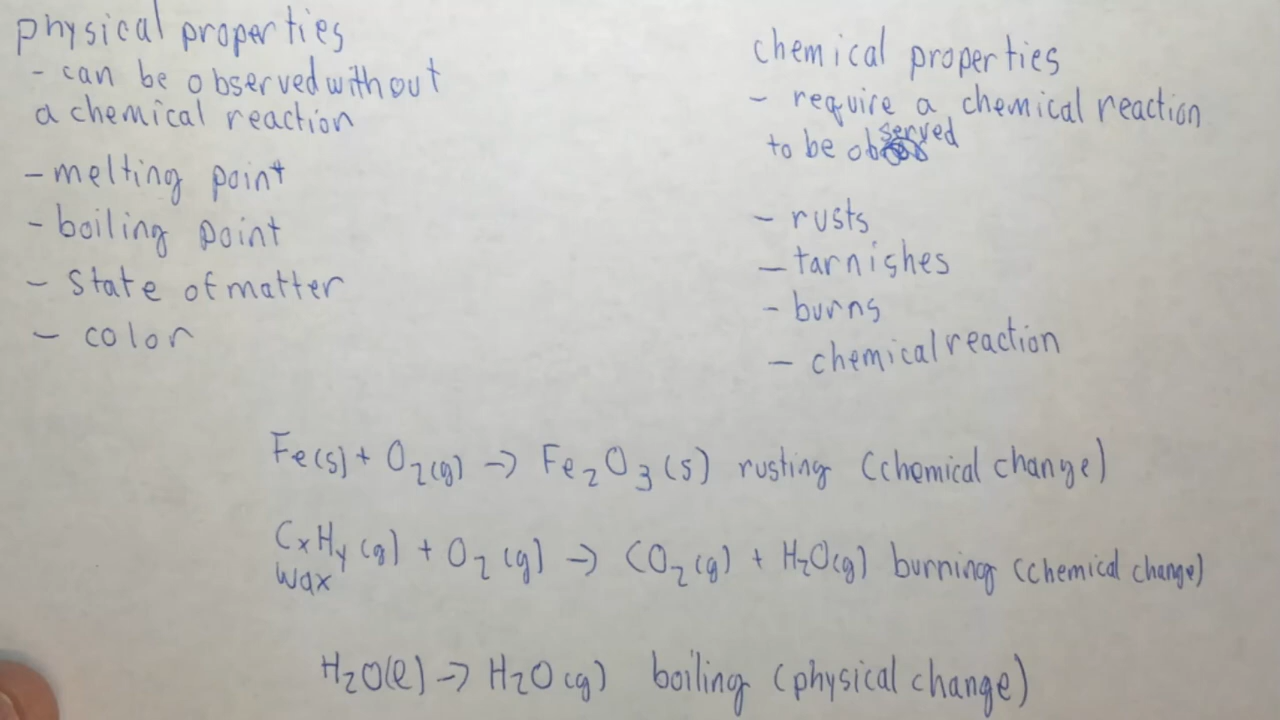 physical properties
- can be observed without
a chemical reaction
- melting point
- boiling point
- state of matter
- color
chemical properties
- require a chemical reaction
to be observed
- rusts
- tarnishes
- burns
- chemical reaction
Fe(s) + O₂(g) → Fe₂O₃(s) rusting (chemical change)
CxHy(g) + O₂(g) → CO₂(g) + H₂O(g) burning (chemical change)
wax
H₂O(l) → H₂O(g) boiling (physical change)